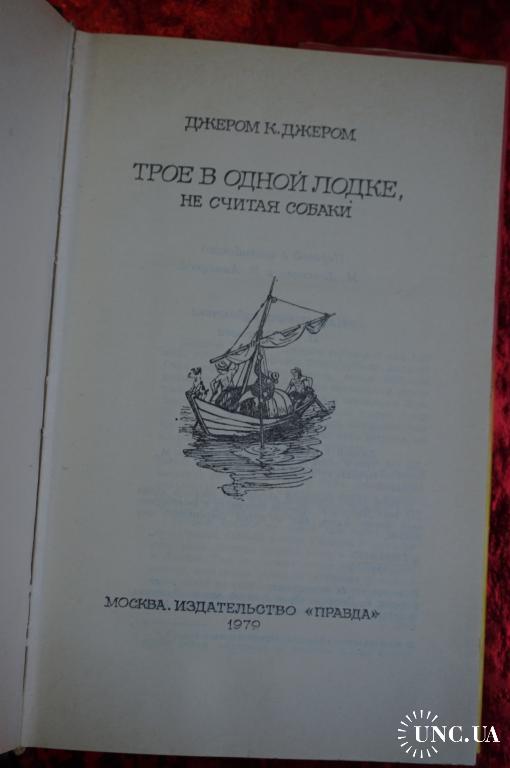 ДЖЕРОМ К. ДЖЕРОМ
ТРОЕ В ОДНОЙ ЛОДКЕ,
НЕ СЧИТАЯ СОБАКИ
МОСКВА. ИЗДАТЕЛЬСТВО «ПРАВДА»
1979
UNC.UA